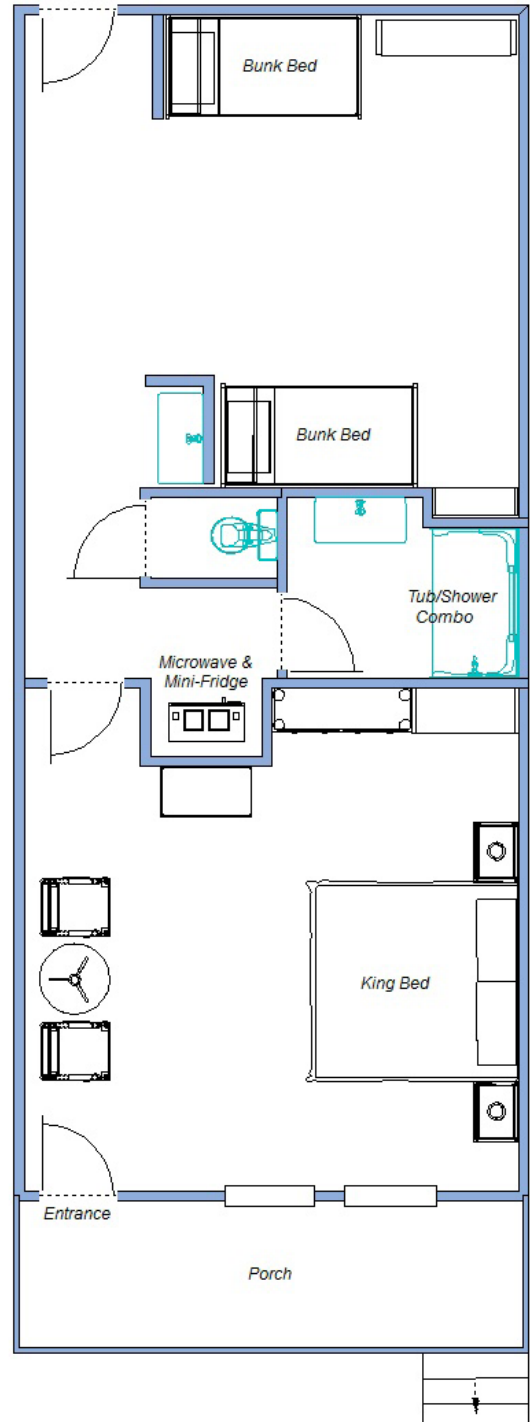 Bunk Bed
Bunk Bed
Tub/Shower
Combo
Microwave &
Mini-Fridge
King Bed
Entrance
Porch